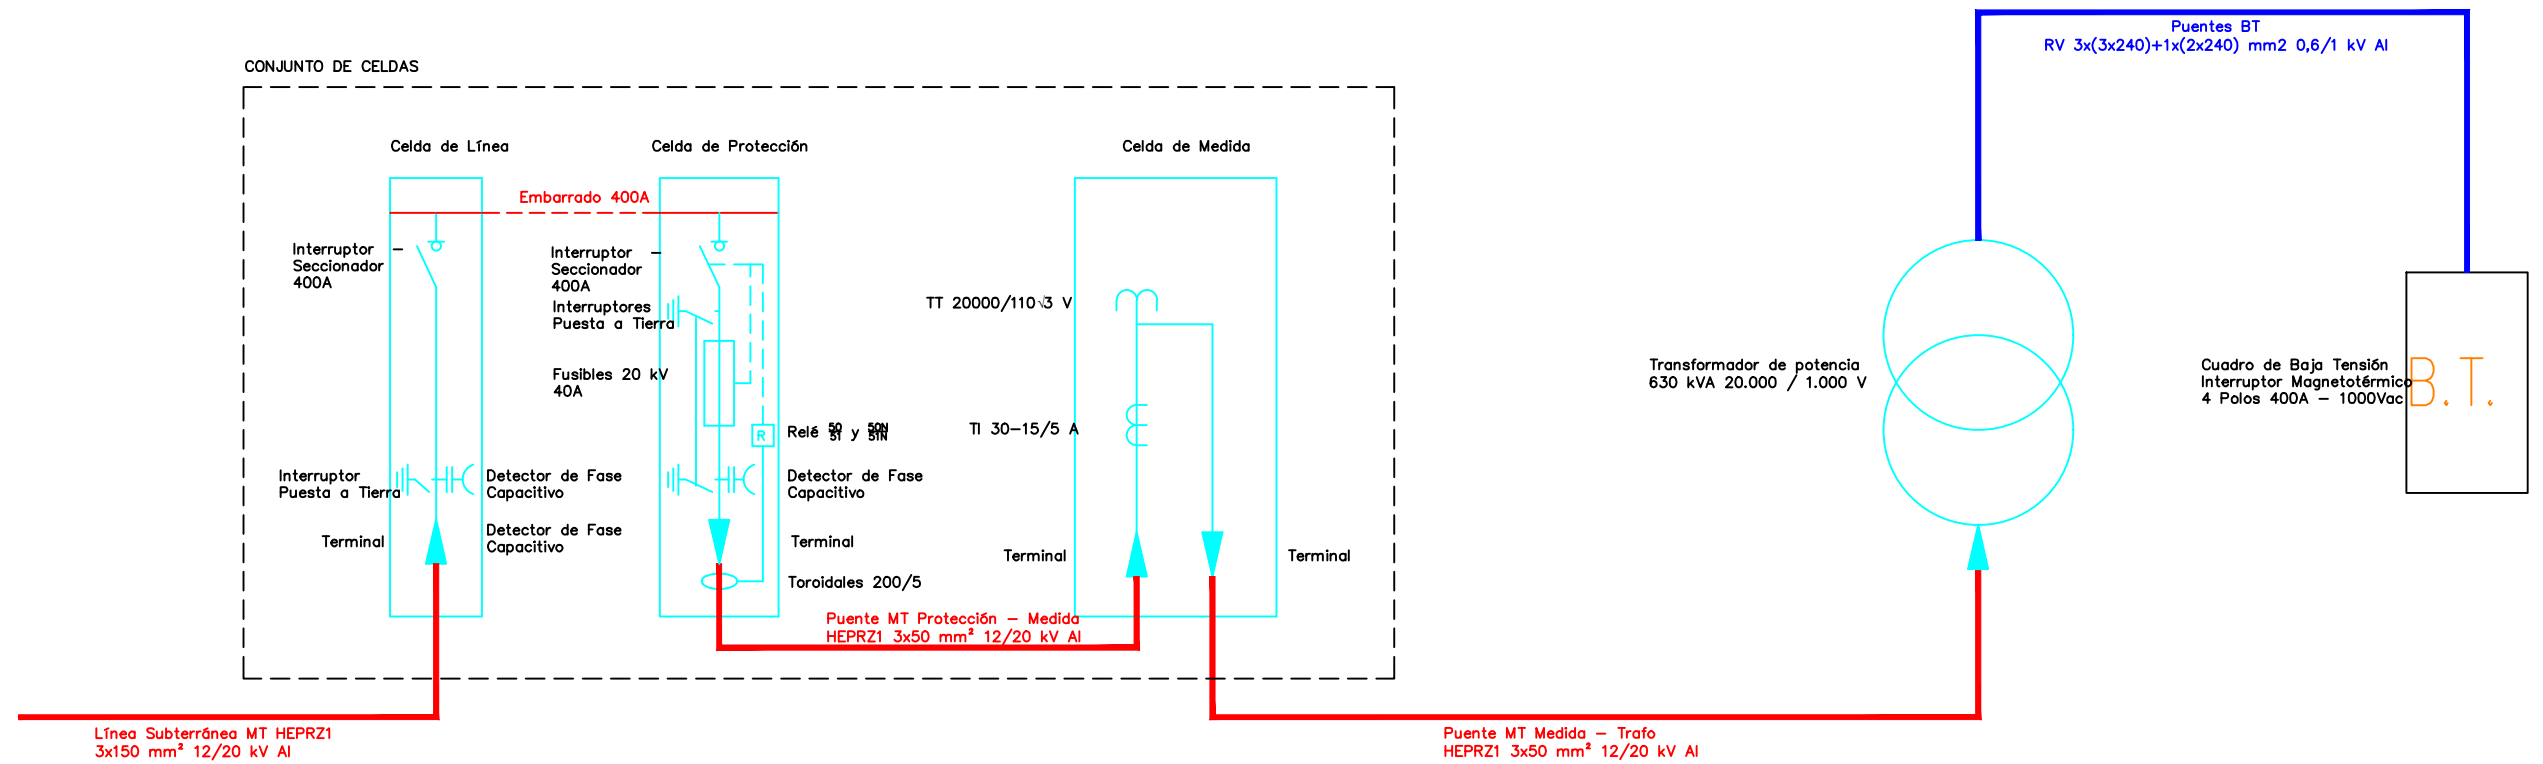 Puentes BT
RV 3x(3x240)+1x(2x240) mm2 0,6/1 kV Al
CONJUNTO DE CELDAS
Celda de Línea
Celda de Protección
Celda de Medida
Embarrado 400A
Interruptor –
Seccionador
400A
Interruptor –
Seccionador
400A
Interruptores
Puesta a Tierra
Fusibles 20 kV
40A
R
Relé 50/51 y 50N/51N
TT 20000/110√3 V
TI 30–15/5 A
Transformador de potencia
630 kVA 20.000 / 1.000 V
Cuadro de Baja Tensión
Interruptor Magnetotérmico
4 Polos 400A – 1000Vac
B.T.
Interruptor
Puesta a Tierra
Detector de Fase
Capacitivo
Detector de Fase
Capacitivo
Terminal
Detector de Fase
Capacitivo
Terminal
Terminal
Terminal
Toroidales 200/5
Puente MT Protección – Medida
HEPRZ1 3x50 mm² 12/20 kV Al
Línea Subterránea MT HEPRZ1
3x150 mm² 12/20 kV Al
Puente MT Medida – Trafo
HEPRZ1 3x50 mm² 12/20 kV Al